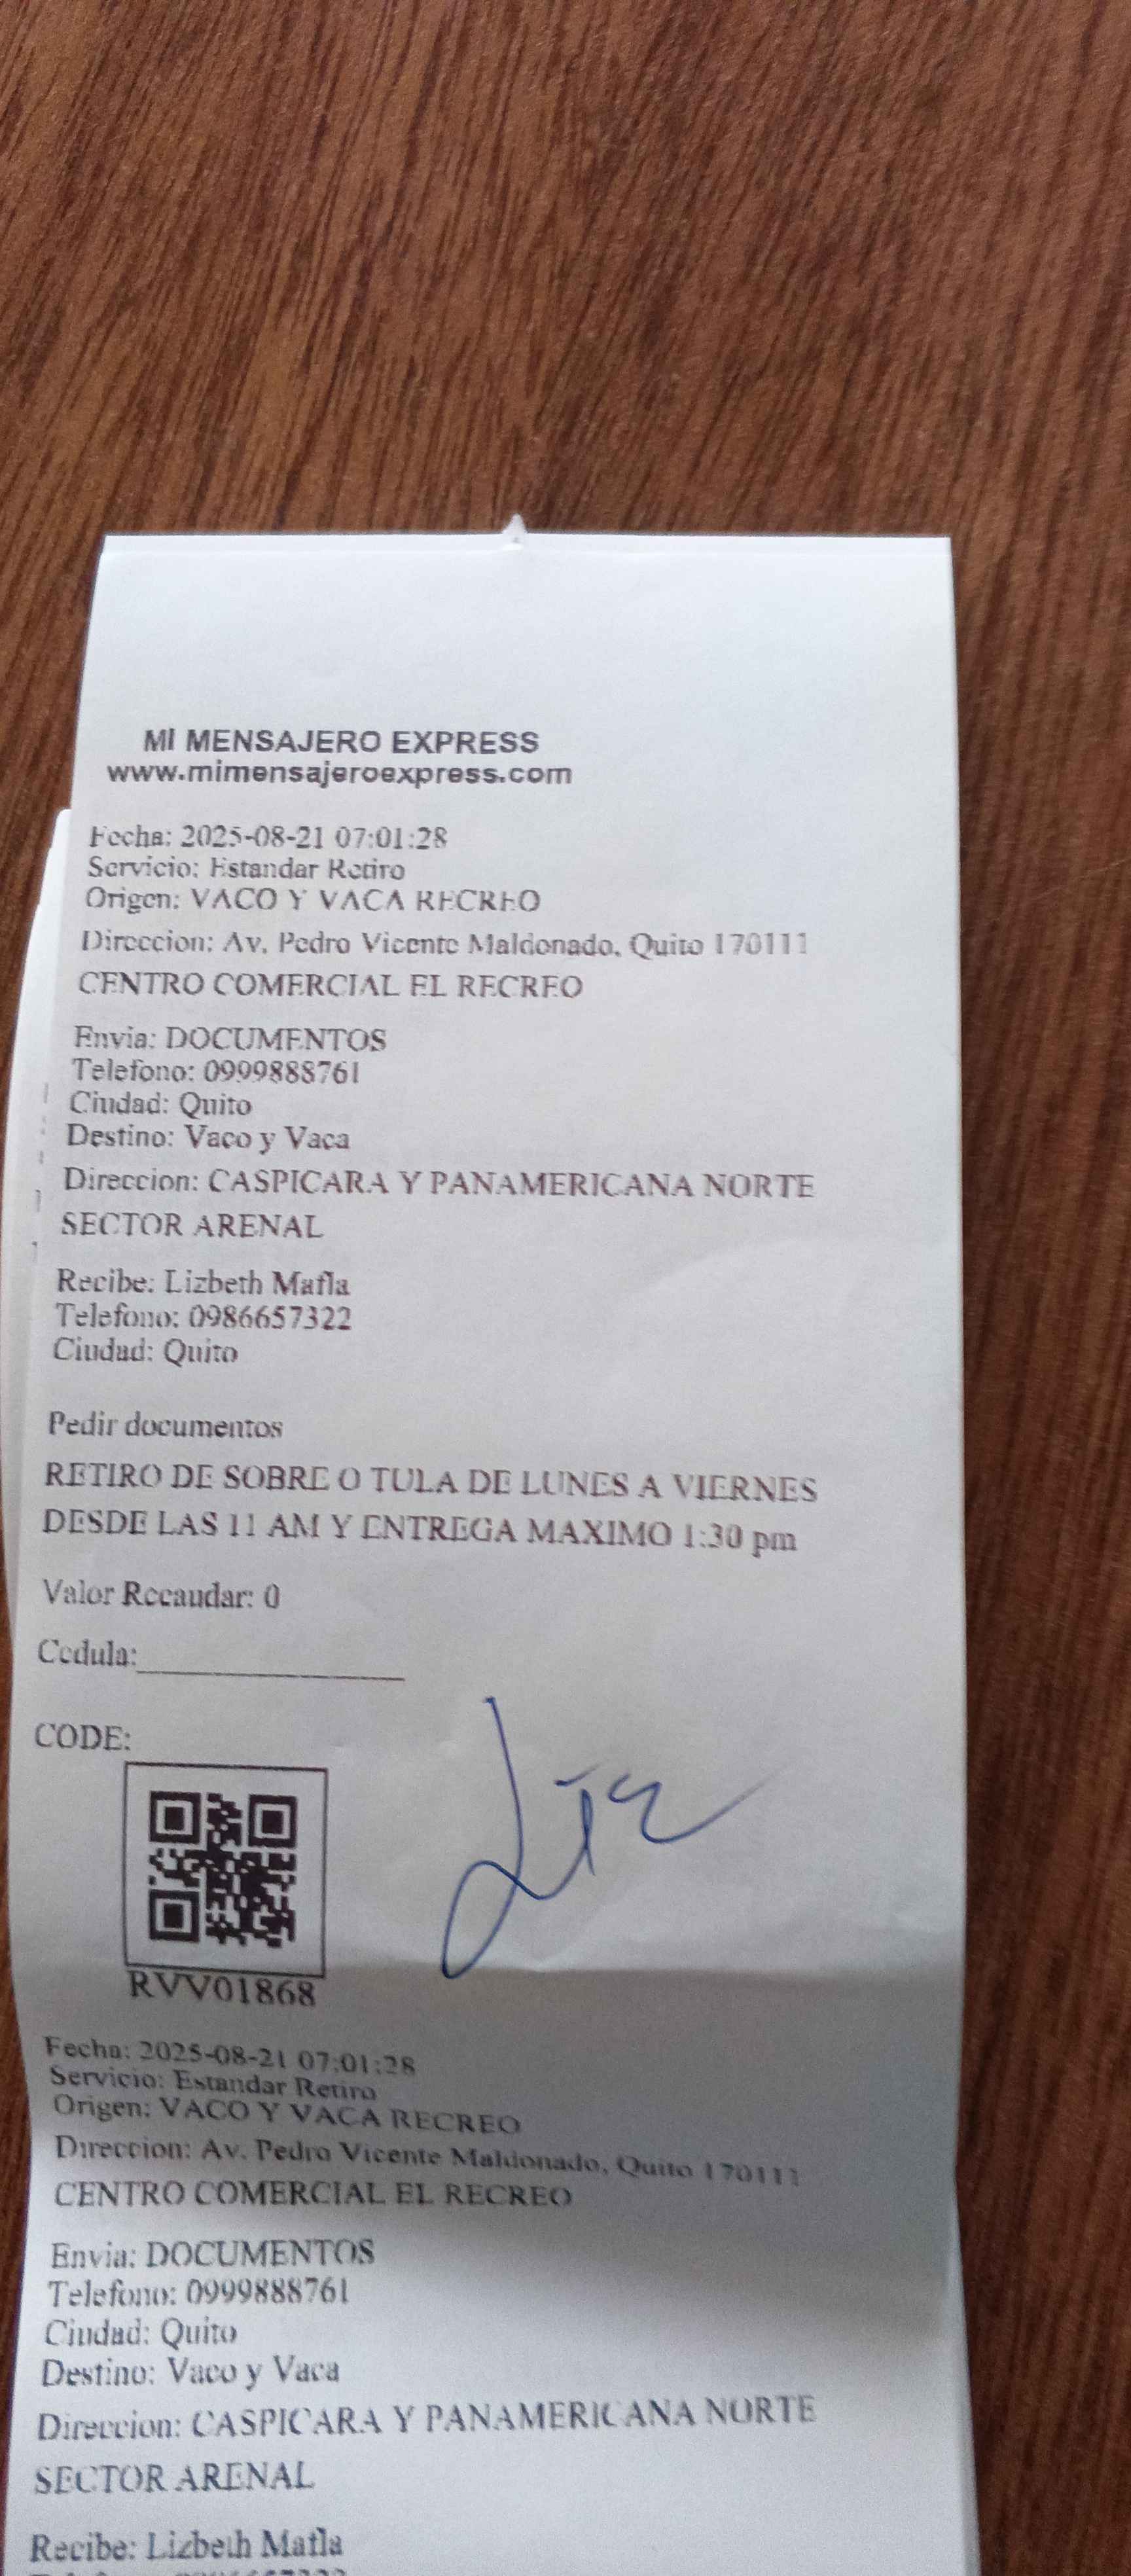 MI MENSAJERO EXPRESS
www.mimensajeroexpress.com
Fecha: 2025-08-21 07:01:28
Servicio: Estandar Retiro
Origen: VACO Y VACA RECREO
Direccion: Av. Pedro Vicente Maldonado, Quito 170111
CENTRO COMERCIAL EL RECREO
Envia: DOCUMENTOS
Telefono: 0999888761
Ciudad: Quito
Destino: Vaco y Vaca
Direccion: CASPICARA Y PANAMERICANA NORTE
SECTOR ARENAL
Recibe: Lizbeth Mafla
Telefono: 0986657322
Ciudad: Quito
Pedir documentos
RETIRO DE SOBRE O TULA DE LUNES A VIERNES
DESDE LAS 11 AM Y ENTREGA MAXIMO 1:30 pm
Valor Recaudar: 0
Cedula:
CODE:
Liz
RVV01868
Fecha: 2025-08-21 07:01:28
Servicio: Estandar Retiro
Origen: VACO Y VACA RECREO
Direccion: Av. Pedro Vicente Maldonado, Quito 170111
CENTRO COMERCIAL EL RECREO
Envia: DOCUMENTOS
Telefono: 0999888761
Ciudad: Quito
Destino: Vaco y Vaca
Direccion: CASPICARA Y PANAMERICANA NORTE
SECTOR ARENAL
Recibe: Lizbeth Mafla